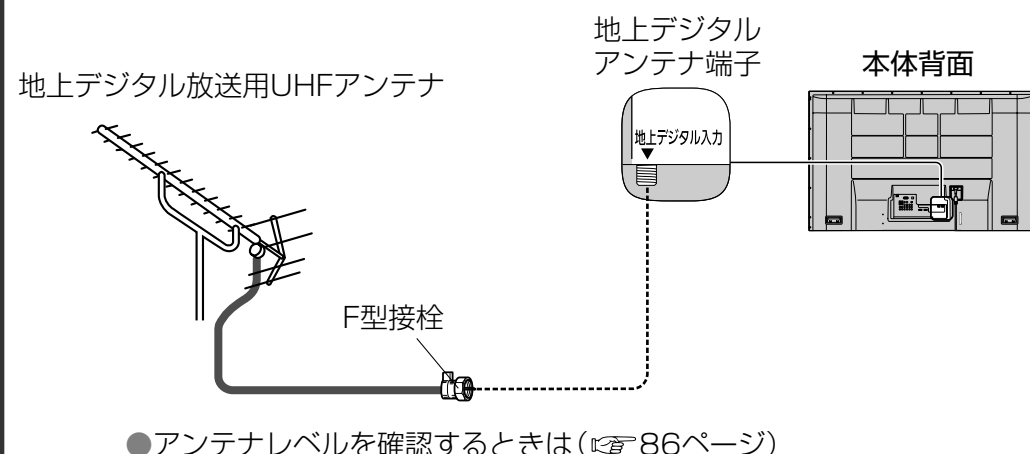 地上デジタル
アンテナ端子
本体背面
地上デジタル放送用UHFアンテナ
地上デジタル入力
F型接栓
●アンテナレベルを確認するときは(☞86ページ)